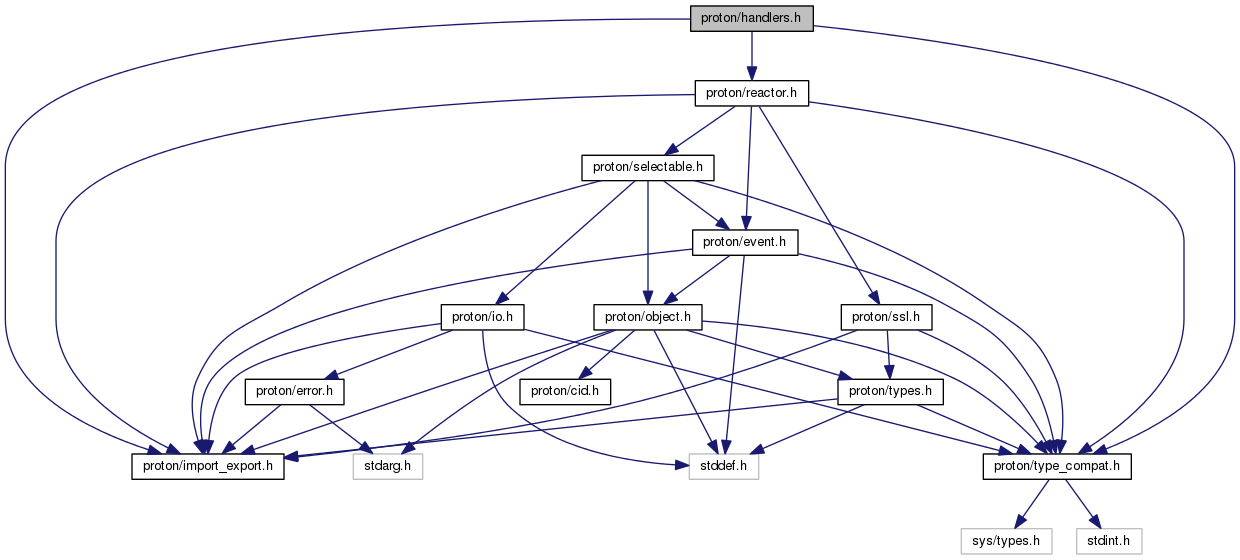 proton/handlers.h
proton/reactor.h
proton/selectable.h
proton/event.h
proton/io.h
proton/object.h
proton/ssl.h
proton/error.h
proton/cid.h
proton/types.h
proton/import_export.h
stdarg.h
stddef.h
proton/type_compat.h
sys/types.h
stdint.h